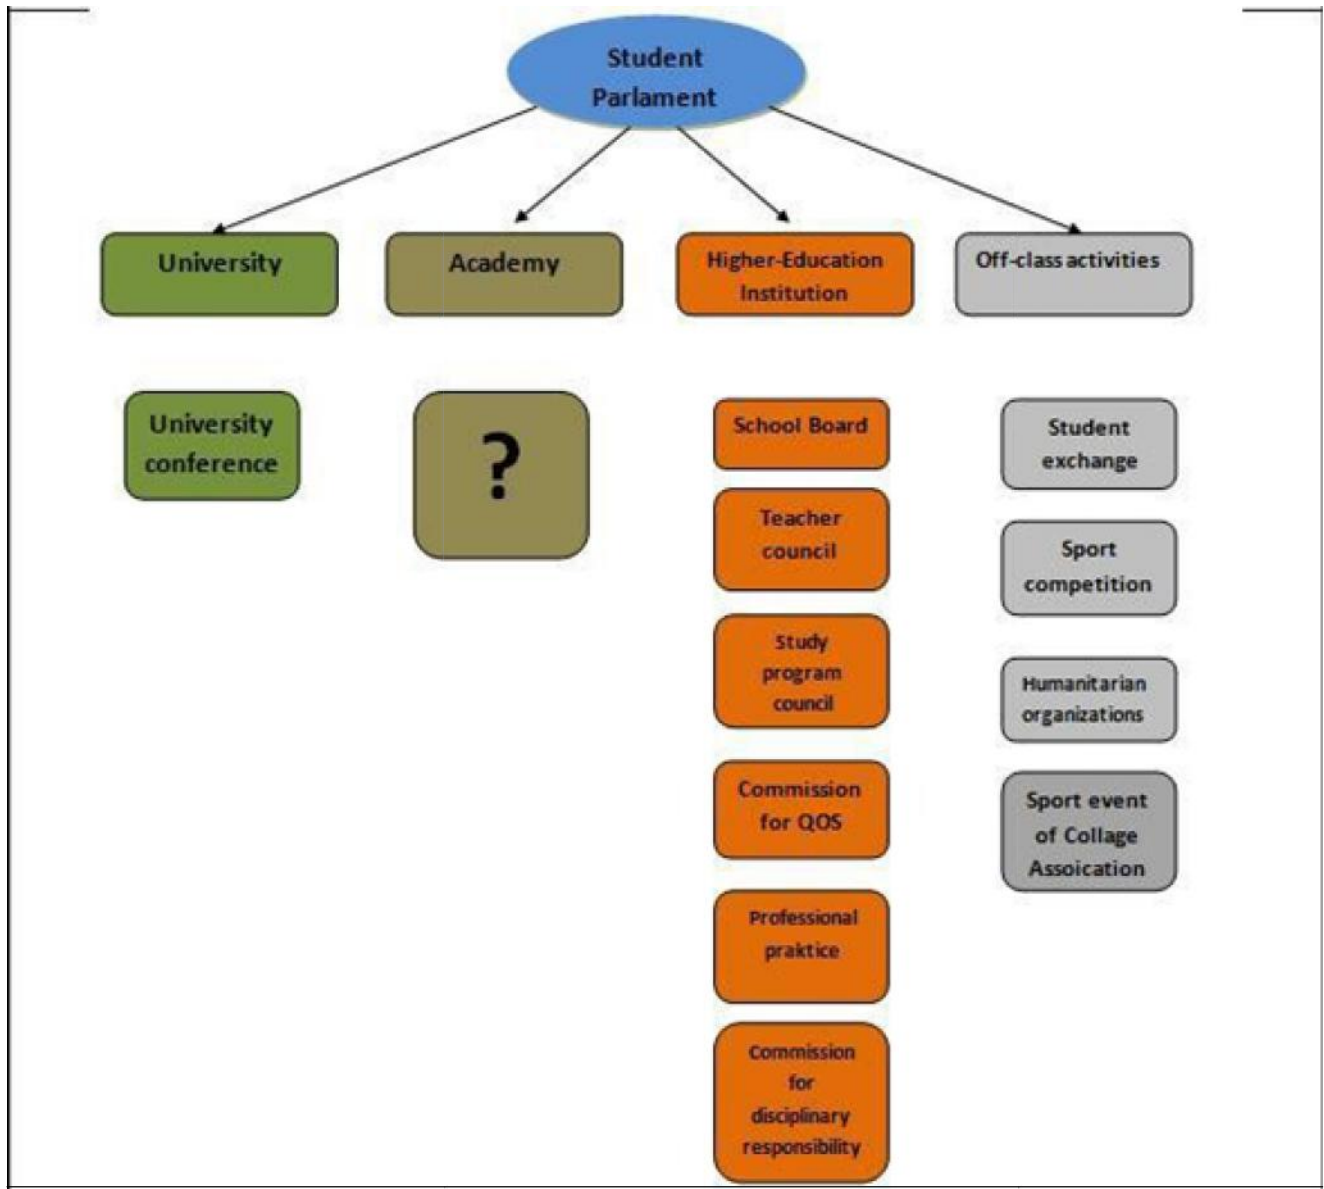 Student
Parlament
University
Academy
Higher-Education
Institution
Off-class activities
University
conference
?
School Board
Teacher
council
Study
program
council
Commission
for QOS
Professional
praktice
Commission
for
disciplinary
responsibility
Student
exchange
Sport
competition
Humanitarian
organizations
Sport event
of Collage
Assoication